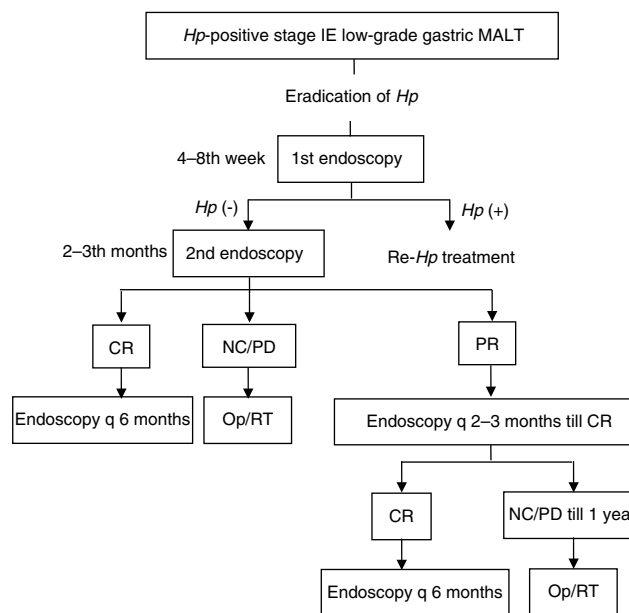 Hp-positive stage IE low-grade gastric MALT
Eradication of Hp
4–8th week
1st endoscopy
Hp (-)
Hp (+)
2–3th months
2nd endoscopy
Re-Hp treatment
CR
NC/PD
PR
Endoscopy q 6 months
Op/RT
Endoscopy q 2–3 months till CR
CR
NC/PD till 1 yea
Endoscopy q 6 months
Op/RT